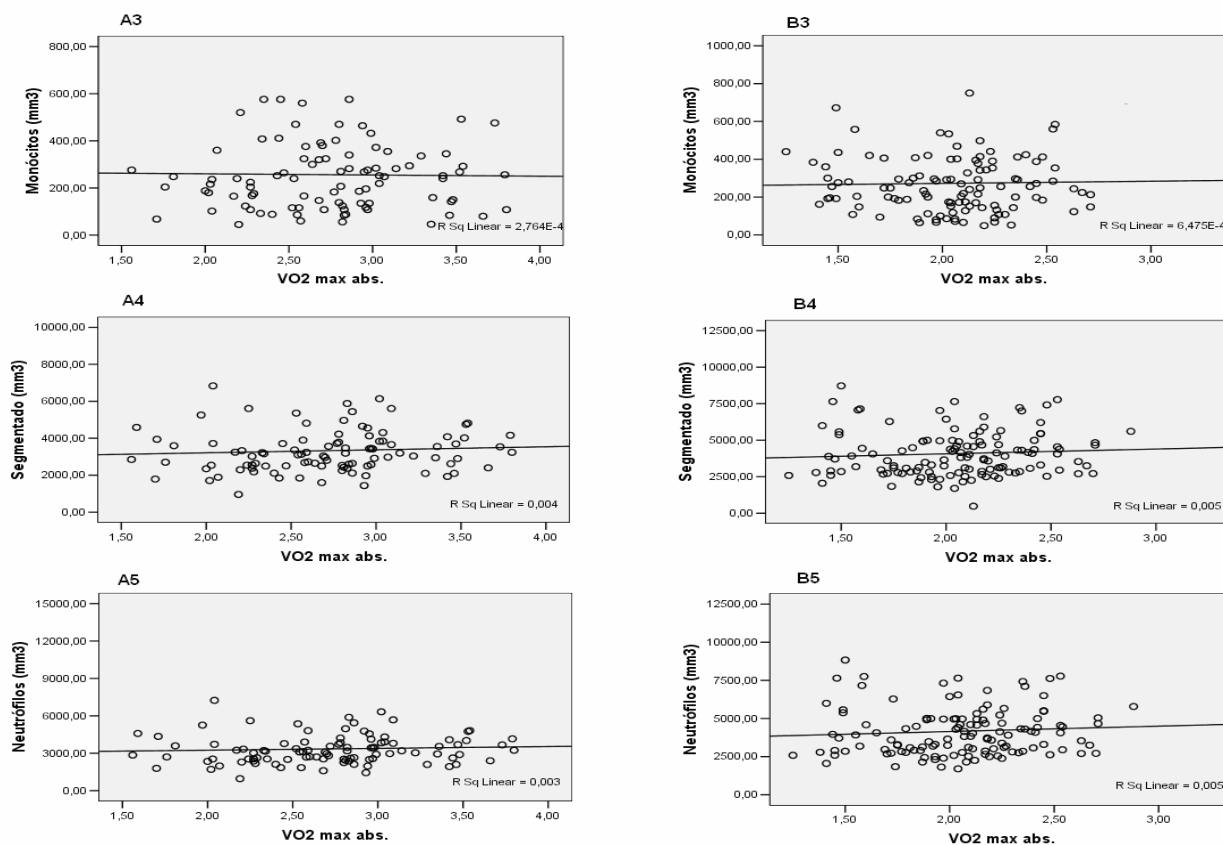 A3
Monócitos (mm3)
800,00
600,00
400,00
200,00
0,00
R Sq Linear = 2,764E-4
1,50 2,00 2,50 3,00 3,50 4,00
VO2 max abs.
B3
Monócitos (mm3)
1000,00
800,00
600,00
400,00
200,00
0,00
R Sq Linear = 6,475E-4
1,50 2,00 2,50 3,00
VO2 max abs.
A4
Segmentado (mm3)
10000,00
8000,00
6000,00
4000,00
2000,00
0,00
R Sq Linear = 0,004
1,50 2,00 2,50 3,00 3,50 4,00
VO2 max abs.
B4
Segmentado (mm3)
12500,00
10000,00
7500,00
5000,00
2500,00
0,00
R Sq Linear = 0,005
1,50 2,00 2,50 3,00
VO2 max abs.
A5
Neutrófilos (mm3)
15000,00
12000,00
9000,00
6000,00
3000,00
0,00
R Sq Linear = 0,003
1,50 2,00 2,50 3,00 3,50 4,00
VO2 max abs.
B5
Neutrófilos (mm3)
12500,00
10000,00
7500,00
5000,00
2500,00
0,00
R Sq Linear = 0,005
1,50 2,00 2,50 3,00
VO2 max abs.